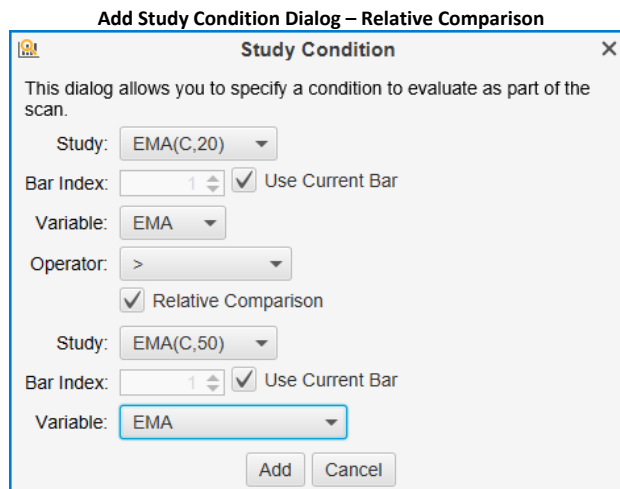 Add Study Condition Dialog – Relative Comparison
Study Condition
This dialog allows you to specify a condition to evaluate as part of the
scan.
Study: EMA(C,20)
Bar Index: 1 Use Current Bar
Variable: EMA
Operator: >
Relative Comparison
Study: EMA(C,50)
Bar Index: 1 Use Current Bar
Variable: EMA
Add Cancel